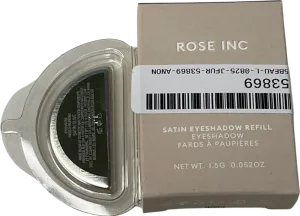 ROSE INC
5BEAU-L-0825-JFUR-53869-ANON
53869
SATIN EYESHADOW REFILL
EYESHADOW
FARDS À PAUPIÈRES
NET WT. 1.5G 0.052OZ